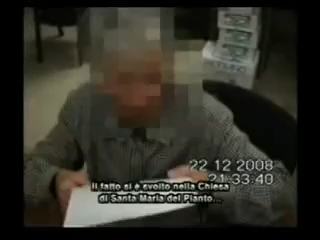 22 12 2008
21:33:40
Il fatto si è svolto nella Chiesa
di Santa Maria del Pianto...